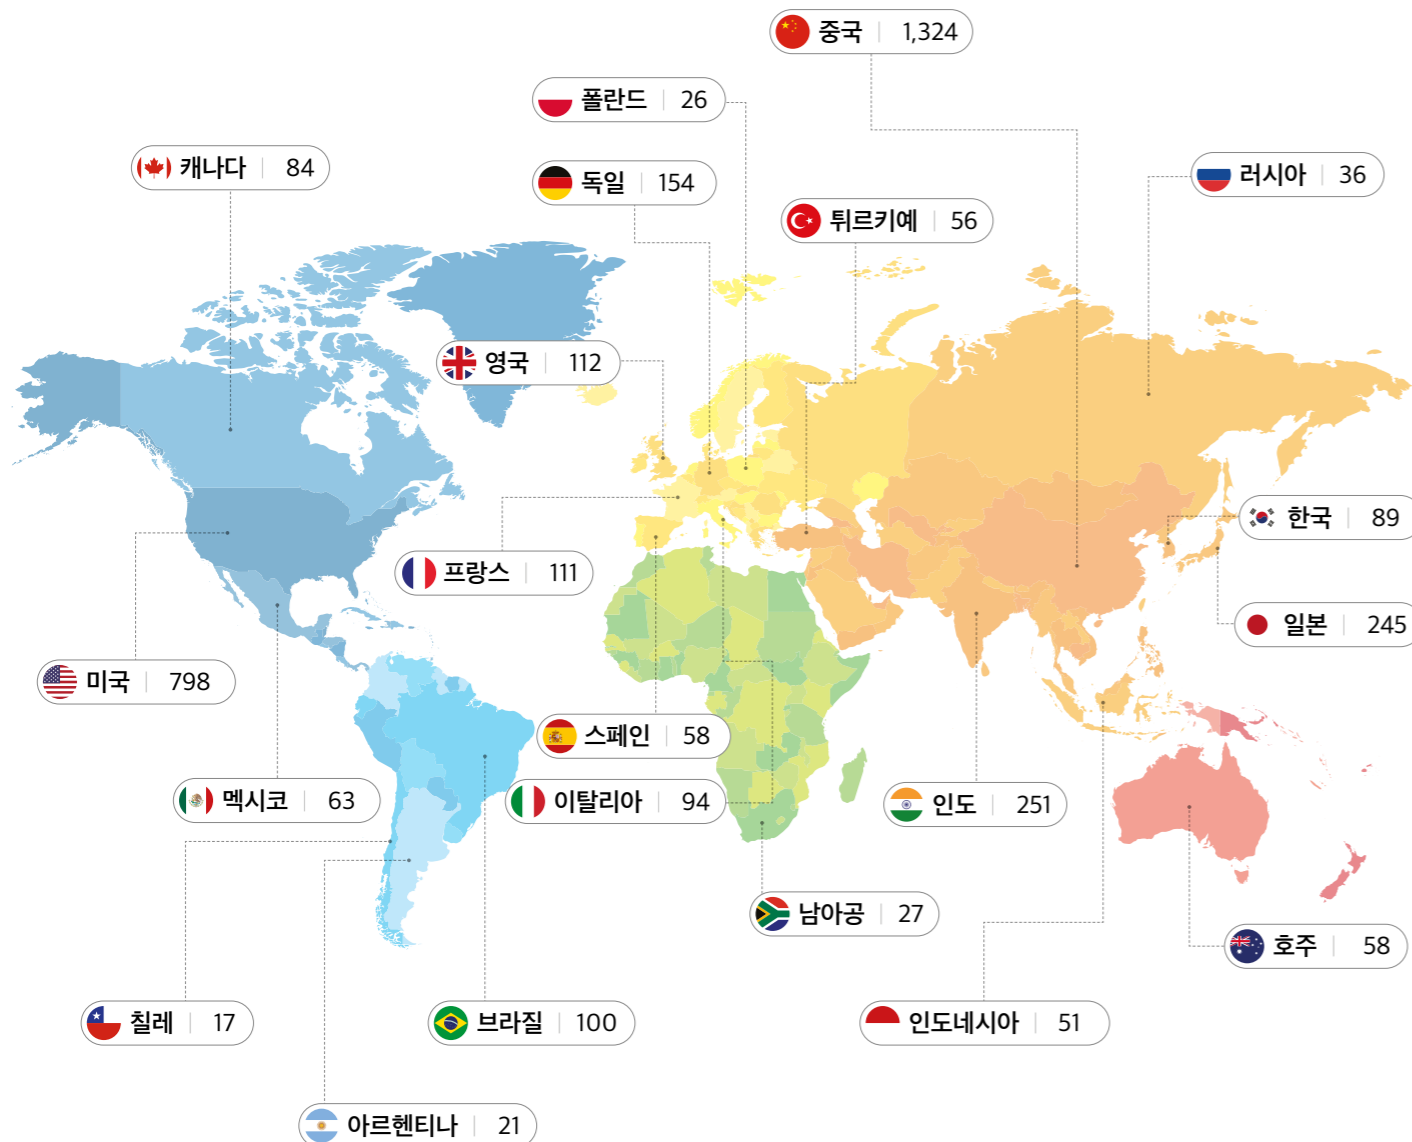 중국 1,324
폴란드 26
캐나다 84
독일 154
러시아 36
튀르키예 56
영국 112
한국 89
프랑스 111
일본 245
미국 798
스페인 58
멕시코 63
이탈리아 94
인도 251
남아공 27
호주 58
칠레 17
브라질 100
인도네시아 51
아르헨티나 21